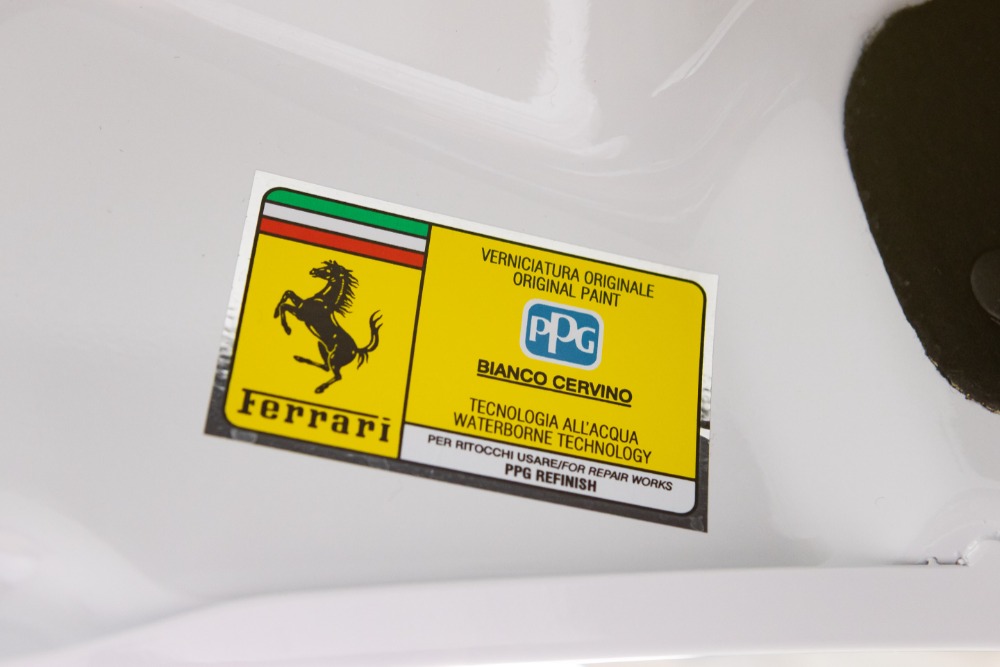 Ferrari
VERNICIATURA ORIGINALE
ORIGINAL PAINT
PPG
BIANCO CERVINO
TECNOLOGIA ALL'ACQUA
WATERBORNE TECHNOLOGY
PER RITOCCHI USARE/FOR REPAIR WORKS
PPG REFINISH